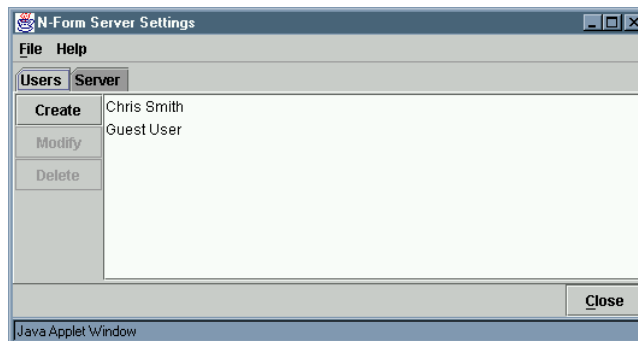 N-Form Server Settings
File Help
Users Server
Create
Modify
Delete
Chris Smith
Guest User
Close
Java Applet Window